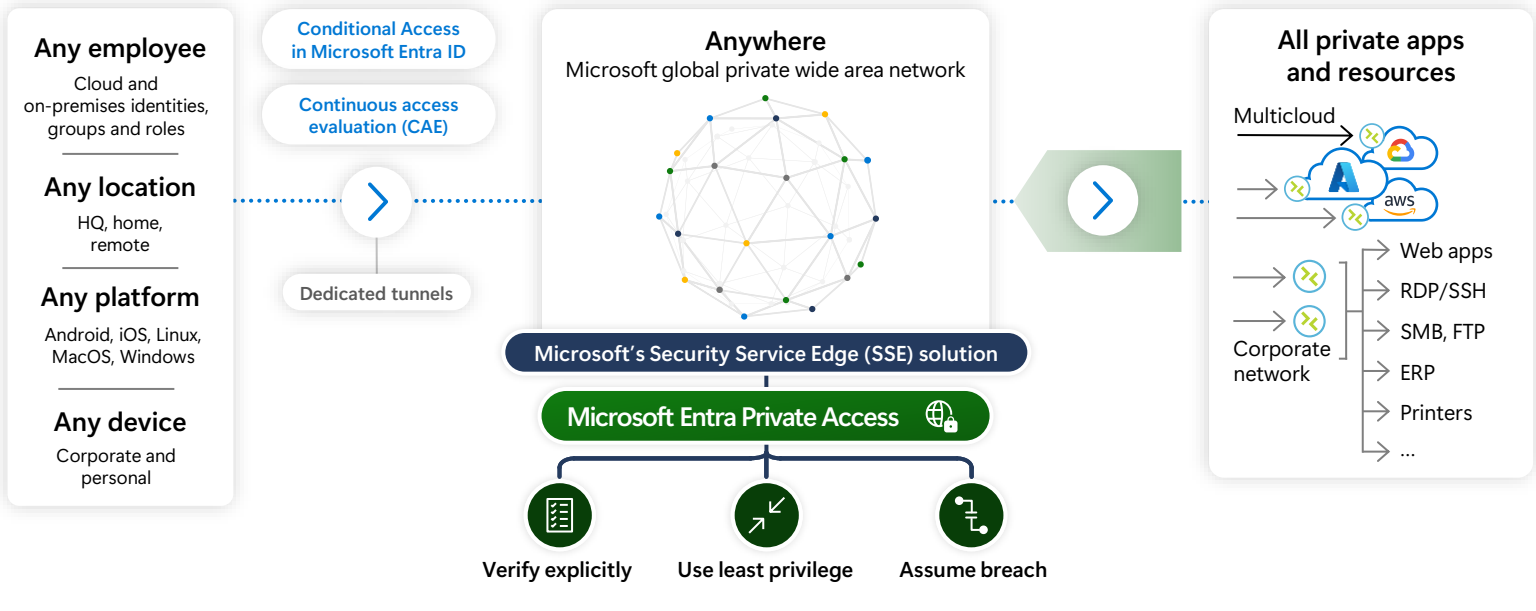 Any employee
Cloud and
on-premises identities,
groups and roles
Any location
HQ, home,
remote
Any platform
Android, iOS, Linux,
MacOS, Windows
Any device
Corporate and
personal
Conditional Access
in Microsoft Entra ID
Continuous access
evaluation (CAE)
Dedicated tunnels
Anywhere
Microsoft global private wide area network
Microsoft's Security Service Edge (SSE) solution
Microsoft Entra Private Access
Verify explicitly
Use least privilege
Assume breach
All private apps
and resources
Multicloud
aws
Corporate
network
Web apps
RDP/SSH
SMB, FTP
ERP
Printers
...